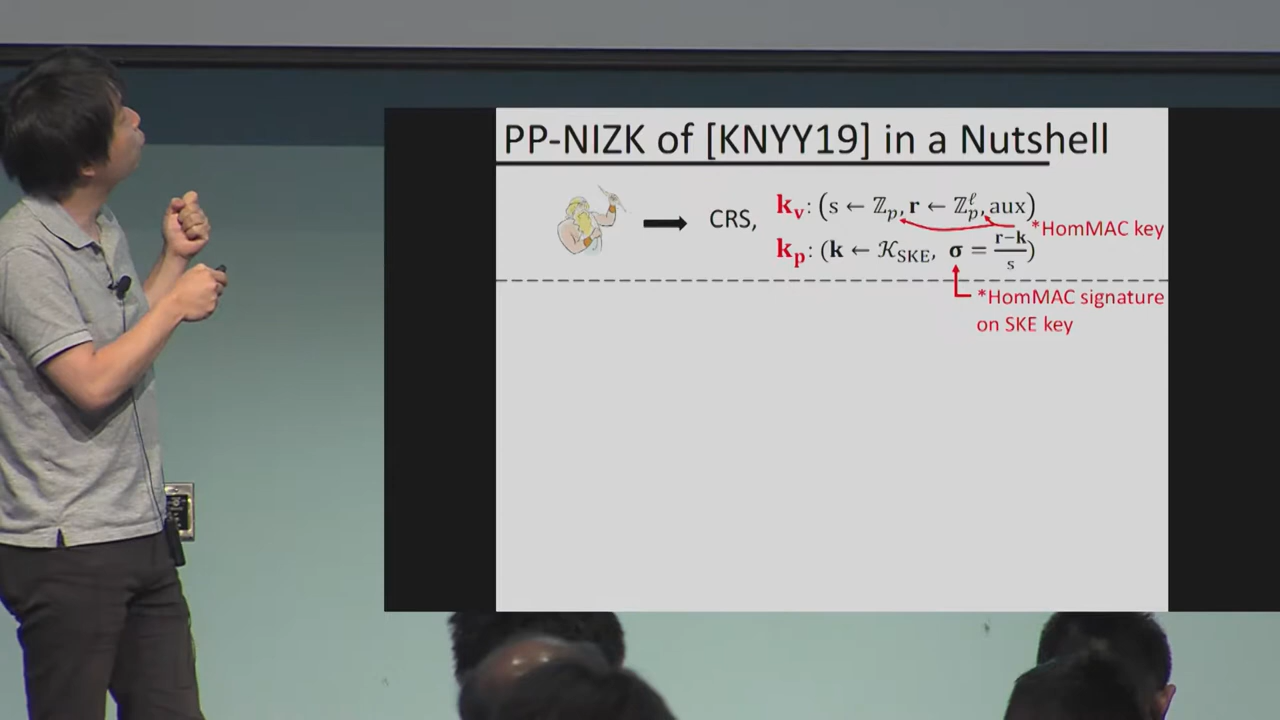 PP-NIZK of [KNYY19] in a Nutshell
CRS,
k_v: (s ← ℤ_p, r ← ℤ_p^ℓ, aux)
*HomMAC key
k_p: (k ← 𝒦_SKE, σ = (r−k)/s)
*HomMAC signature
on SKE key